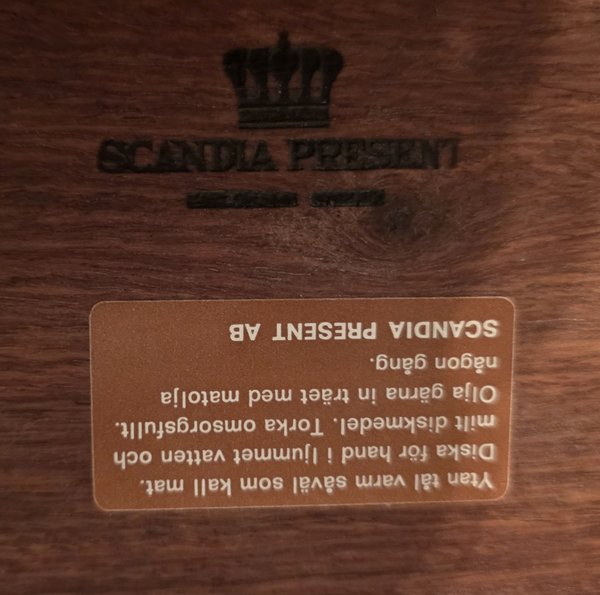 SCANDIA PRESENT
Ytan tål varm såväl som kall mat.
Diska för hand i ljummet vatten och
milt diskmedel. Torka omsorgsfullt.
Olja gärna in träet med matolja
någon gång.
SCANDIA PRESENT AB